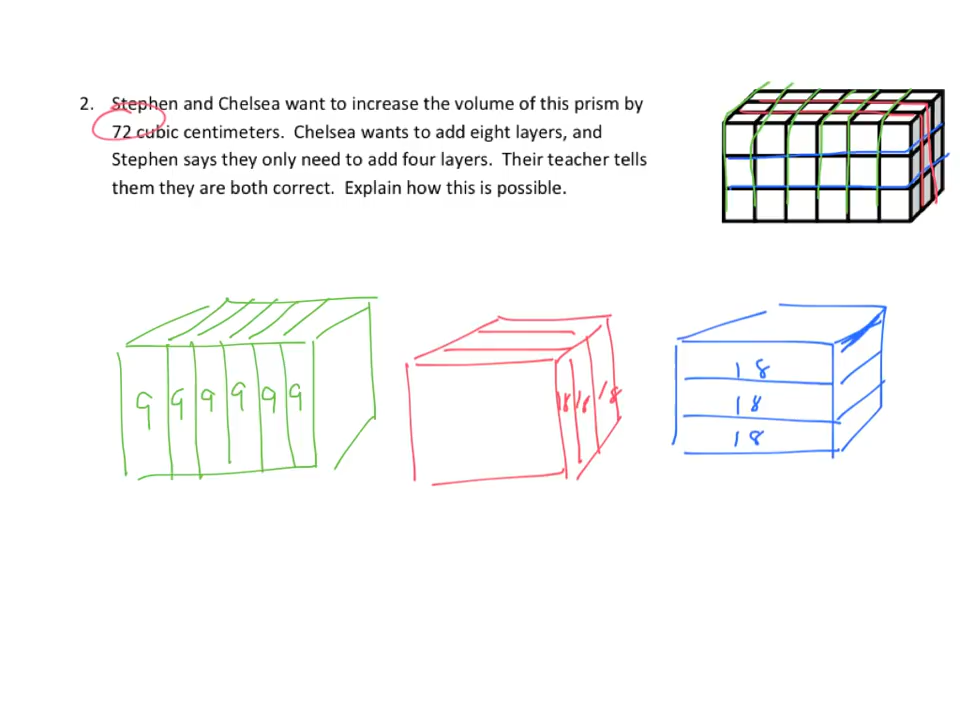 2. Stephen and Chelsea want to increase the volume of this prism by
72 cubic centimeters. Chelsea wants to add eight layers, and
Stephen says they only need to add four layers. Their teacher tells
them they are both correct. Explain how this is possible.
9 9 9 9 9 9
18 18 18
18
18
18